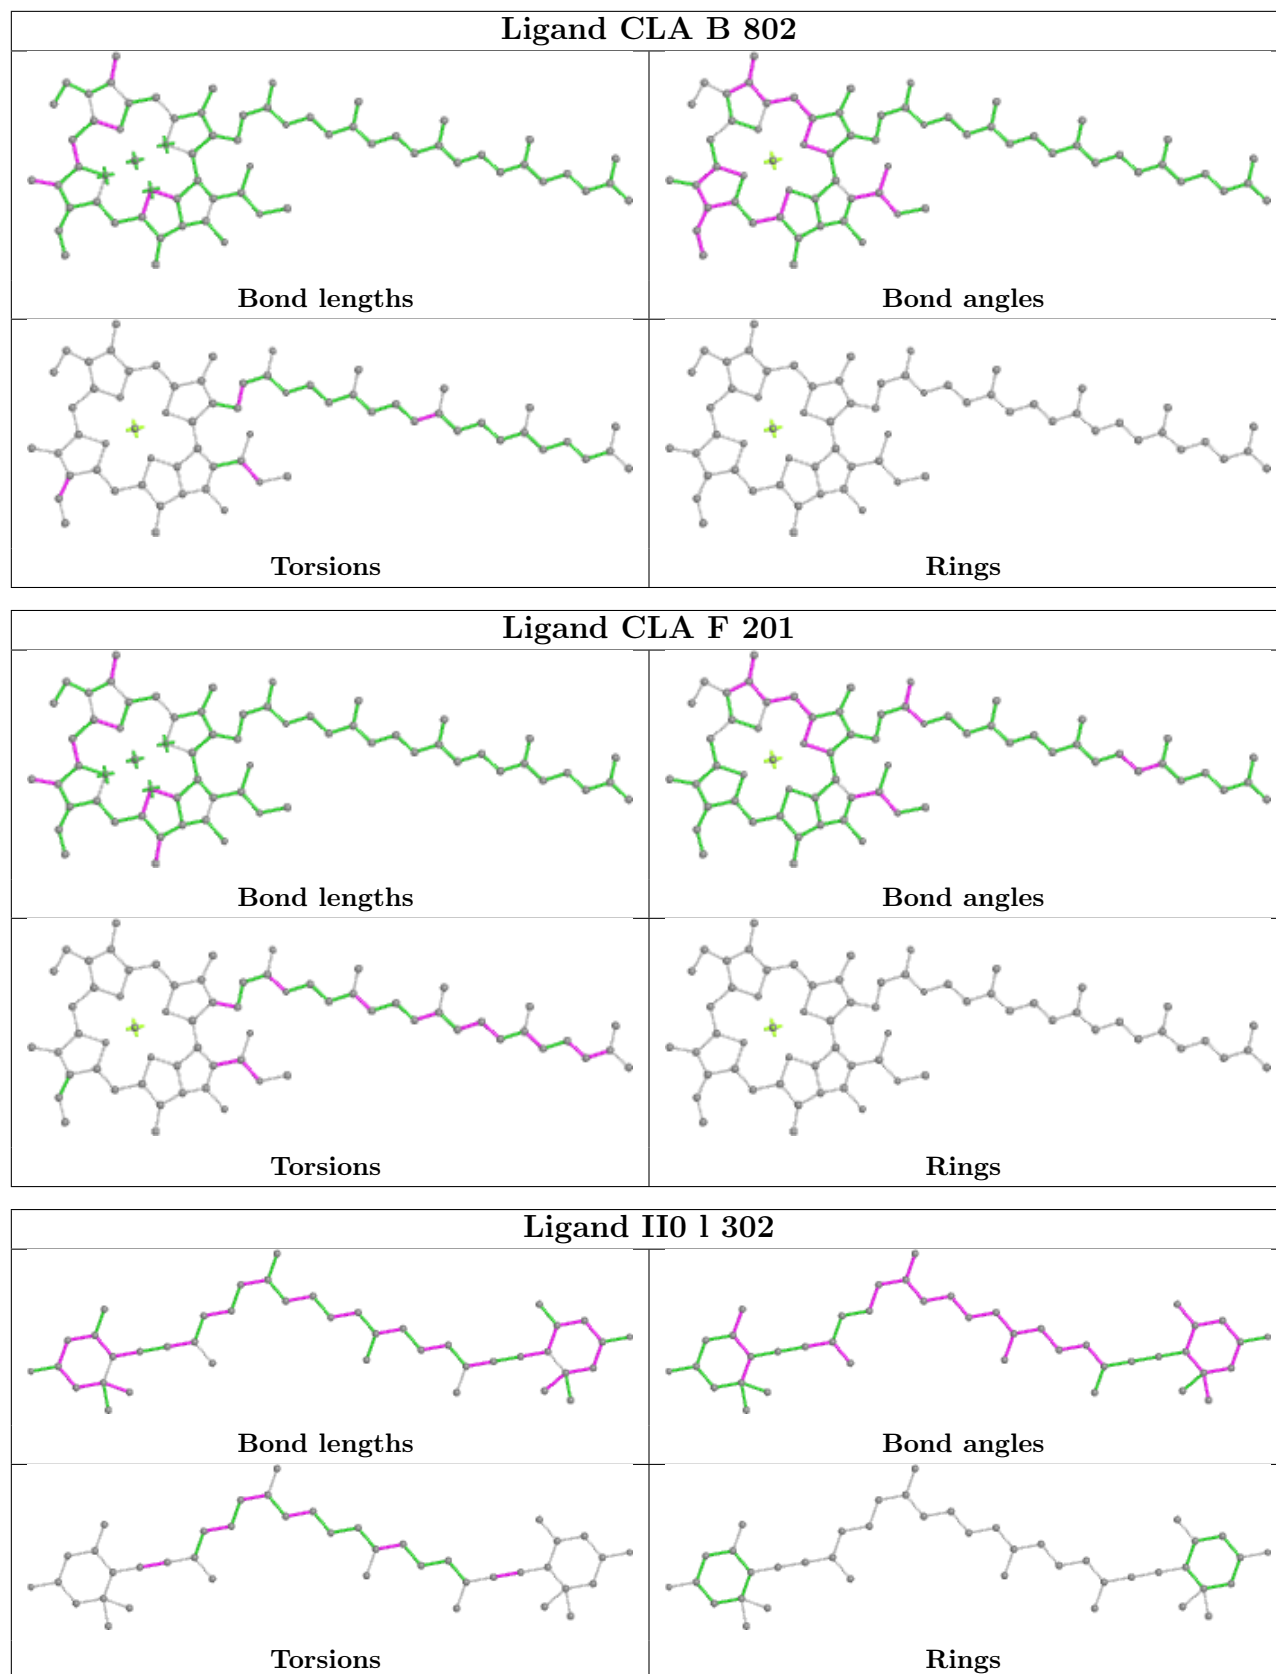 Ligand CLA B 802
Bond lengths
Bond angles
Torsions
Rings
Ligand CLA F 201
Bond lengths
Bond angles
Torsions
Rings
Ligand II0 l 302
Bond lengths
Bond angles
Torsions
Rings